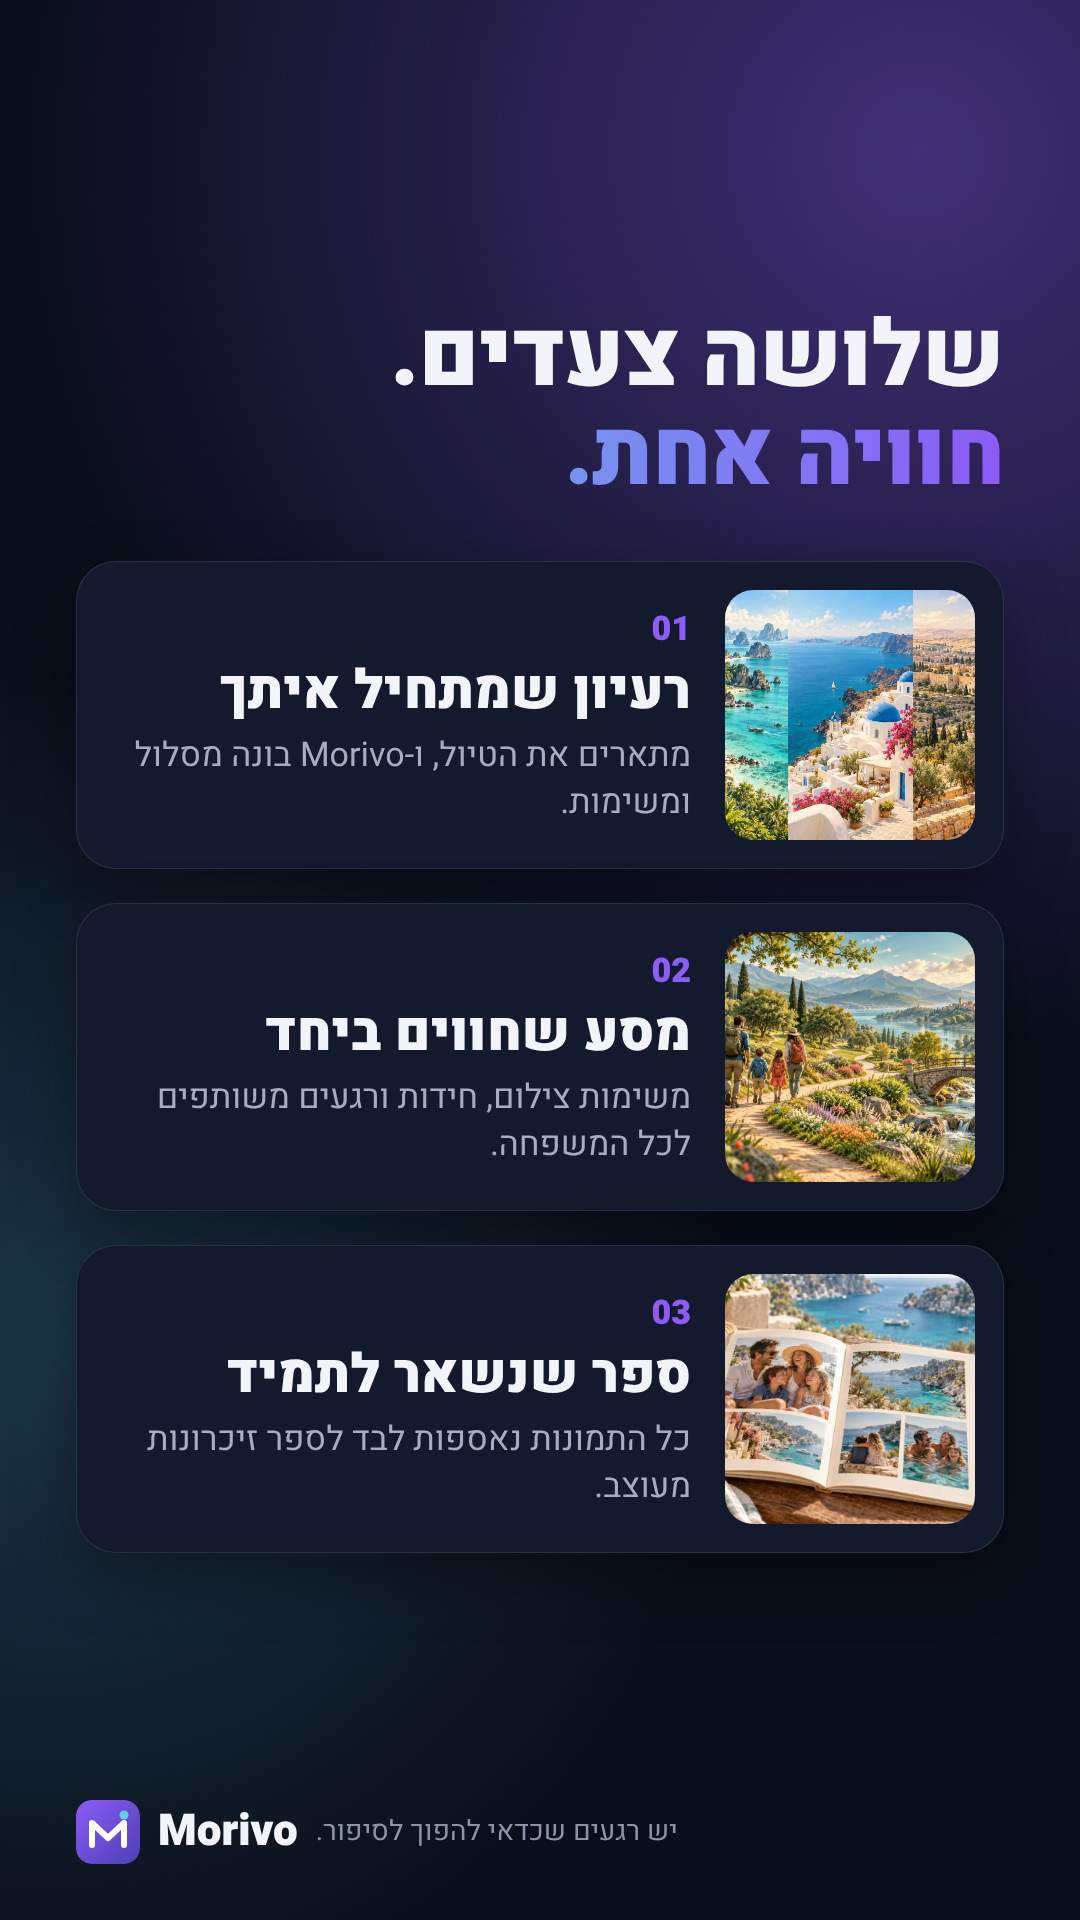 שלושה צעדים.
חוויה אחת.
01
רעיון שמתחיל איתך
מתארים את הטיול, ו-Morivo בונה מסלול
ומשימות.
02
מסע שחווים ביחד
משימות צילום, חידות ורגעים משותפים
לכל המשפחה.
03
ספר שנשאר לתמיד
כל התמונות נאספות לבד לספר זיכרונות
מעוצב.
Morivo יש רגעים שכדאי להפוך לסיפור.